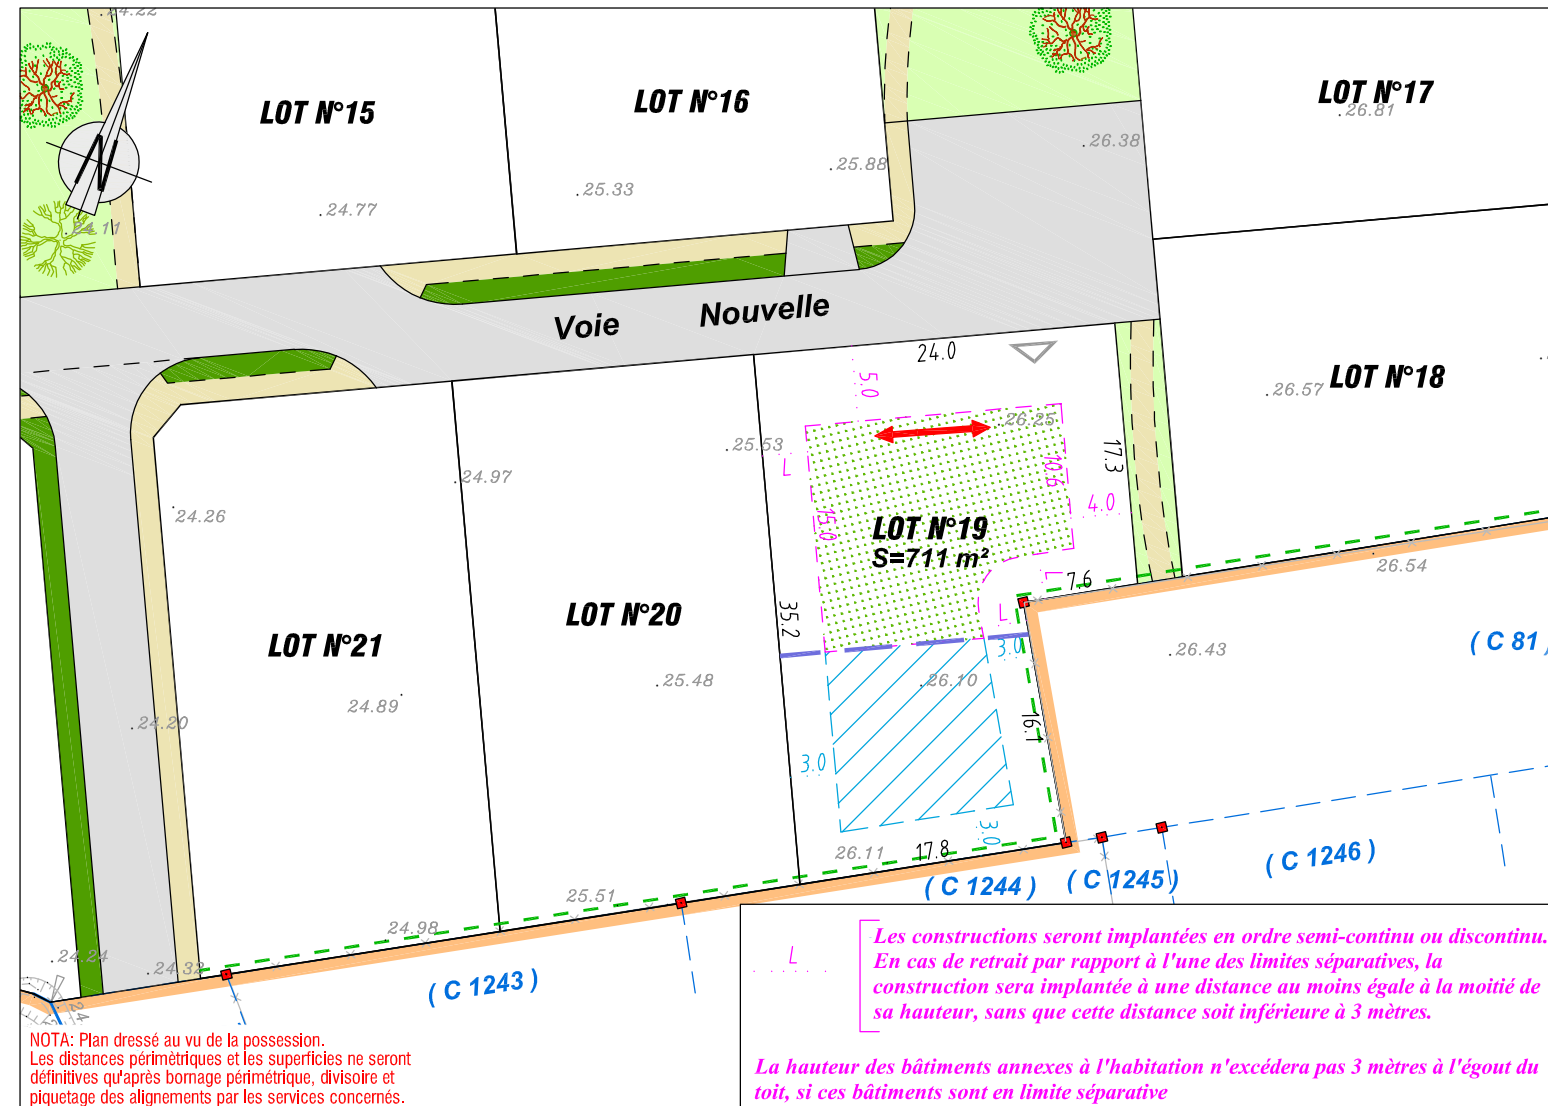 24.22
LOT N°15
LOT N°16
LOT N°17
.26.81
.26.38
.25.88
.25.33
.24.77
24.11
N
Voie Nouvelle
24.0
5.0
LOT N°18
.26.57
.26.25
.25.53
L
17.3
10.6
4.0
.24.97
.24.26
15.0
LOT N°19
S=711 m²
L
7.6
.26.54
35.2
L
LOT N°20
LOT N°21
3.0
.26.43
( C 81 )
.25.48
.26.10
24.89
.24.20
16.1
3.0
3.0
26.11
17.8
( C 1244 )
( C 1245 )
( C 1246 )
25.51
24.98
.24.24
.24.32
( C 1243 )
24.
L
Les constructions seront implantées en ordre semi-continu ou discontinu.
En cas de retrait par rapport à l'une des limites séparatives, la
construction sera implantée à une distance au moins égale à la moitié de
sa hauteur, sans que cette distance soit inférieure à 3 mètres.
La hauteur des bâtiments annexes à l'habitation n'excédera pas 3 mètres à l'égout du
toit, si ces bâtiments sont en limite séparative
NOTA: Plan dressé au vu de la possession.
Les distances périmètriques et les superficies ne seront
définitives qu'après bornage périmétrique, divisoire et
piquetage des alignements par les services concernés.